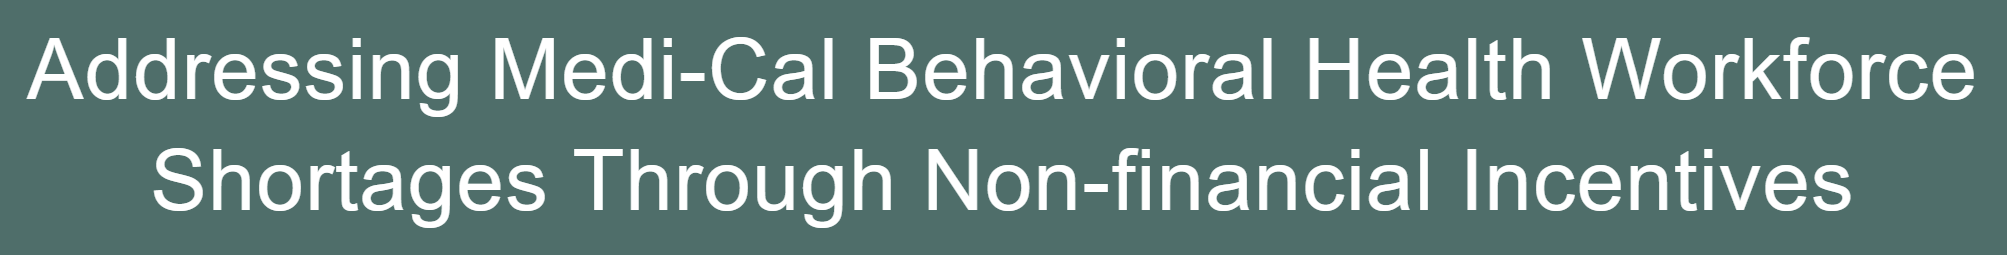 Addressing Medi-Cal Behavioral Health Workforce
Shortages Through Non-financial Incentives